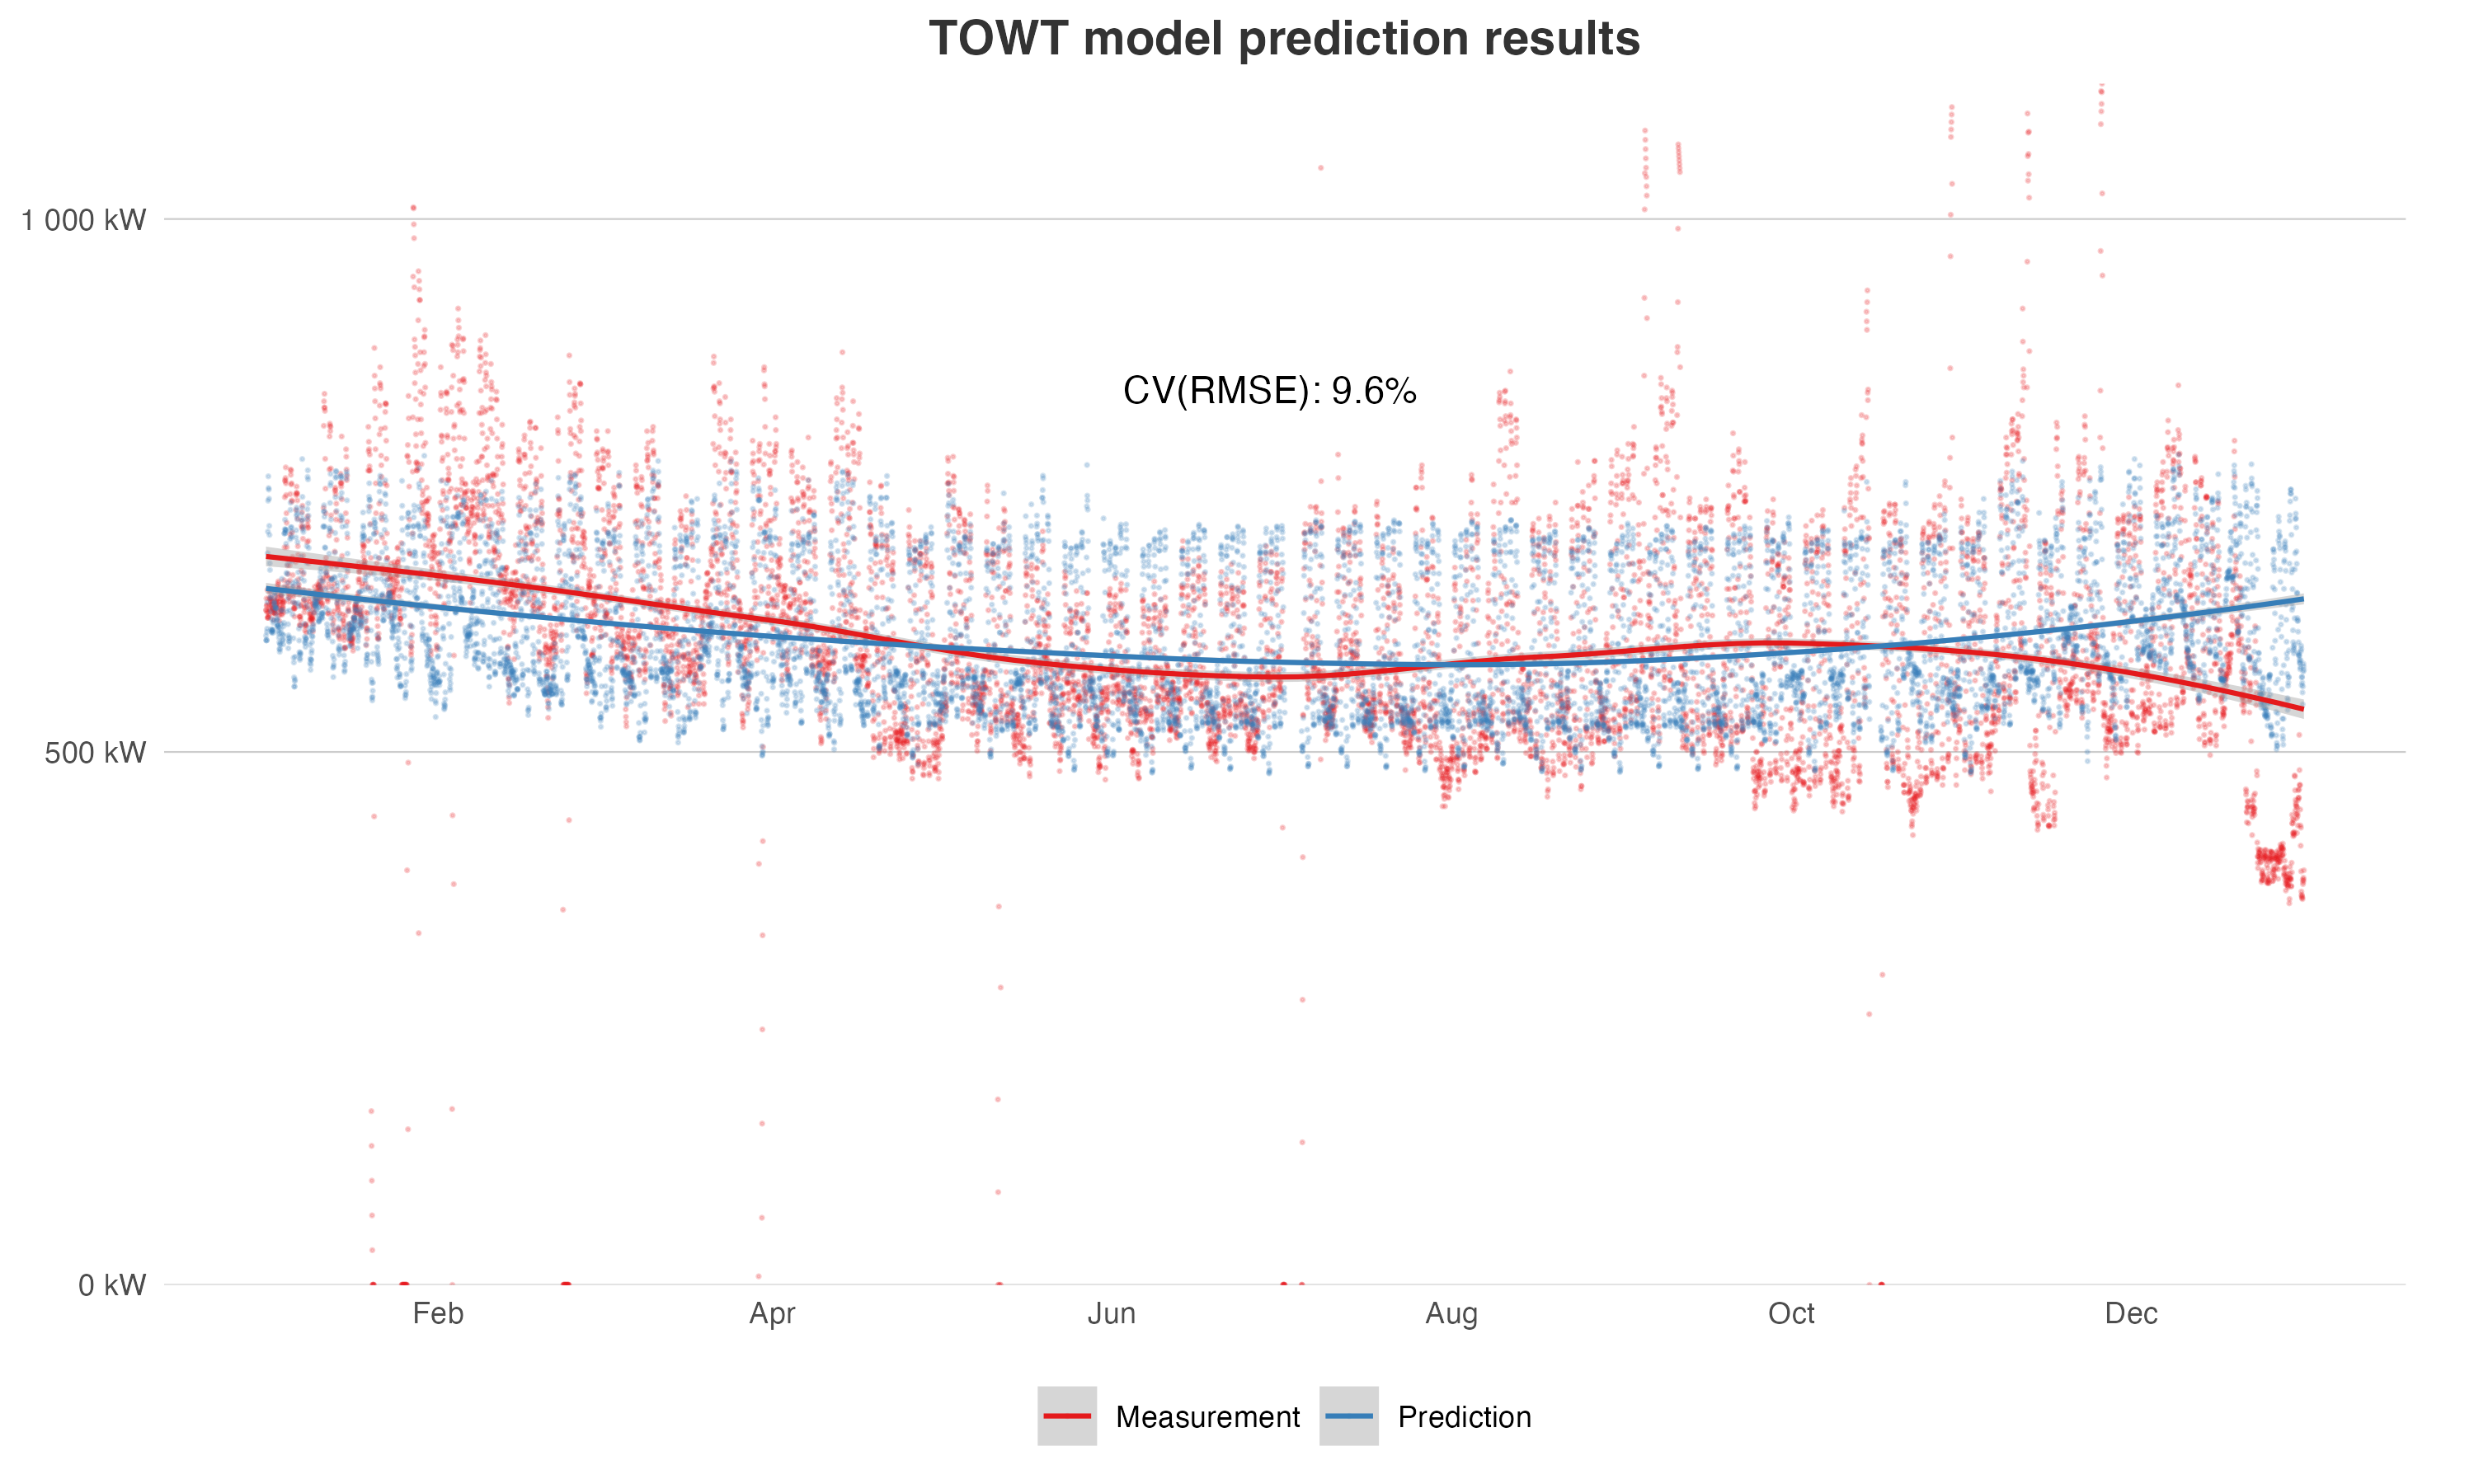 TOWT model prediction results
1 000 kW
CV(RMSE): 9.6%
500 kW
0 kW
Feb Apr Jun Aug Oct Dec
Measurement Prediction